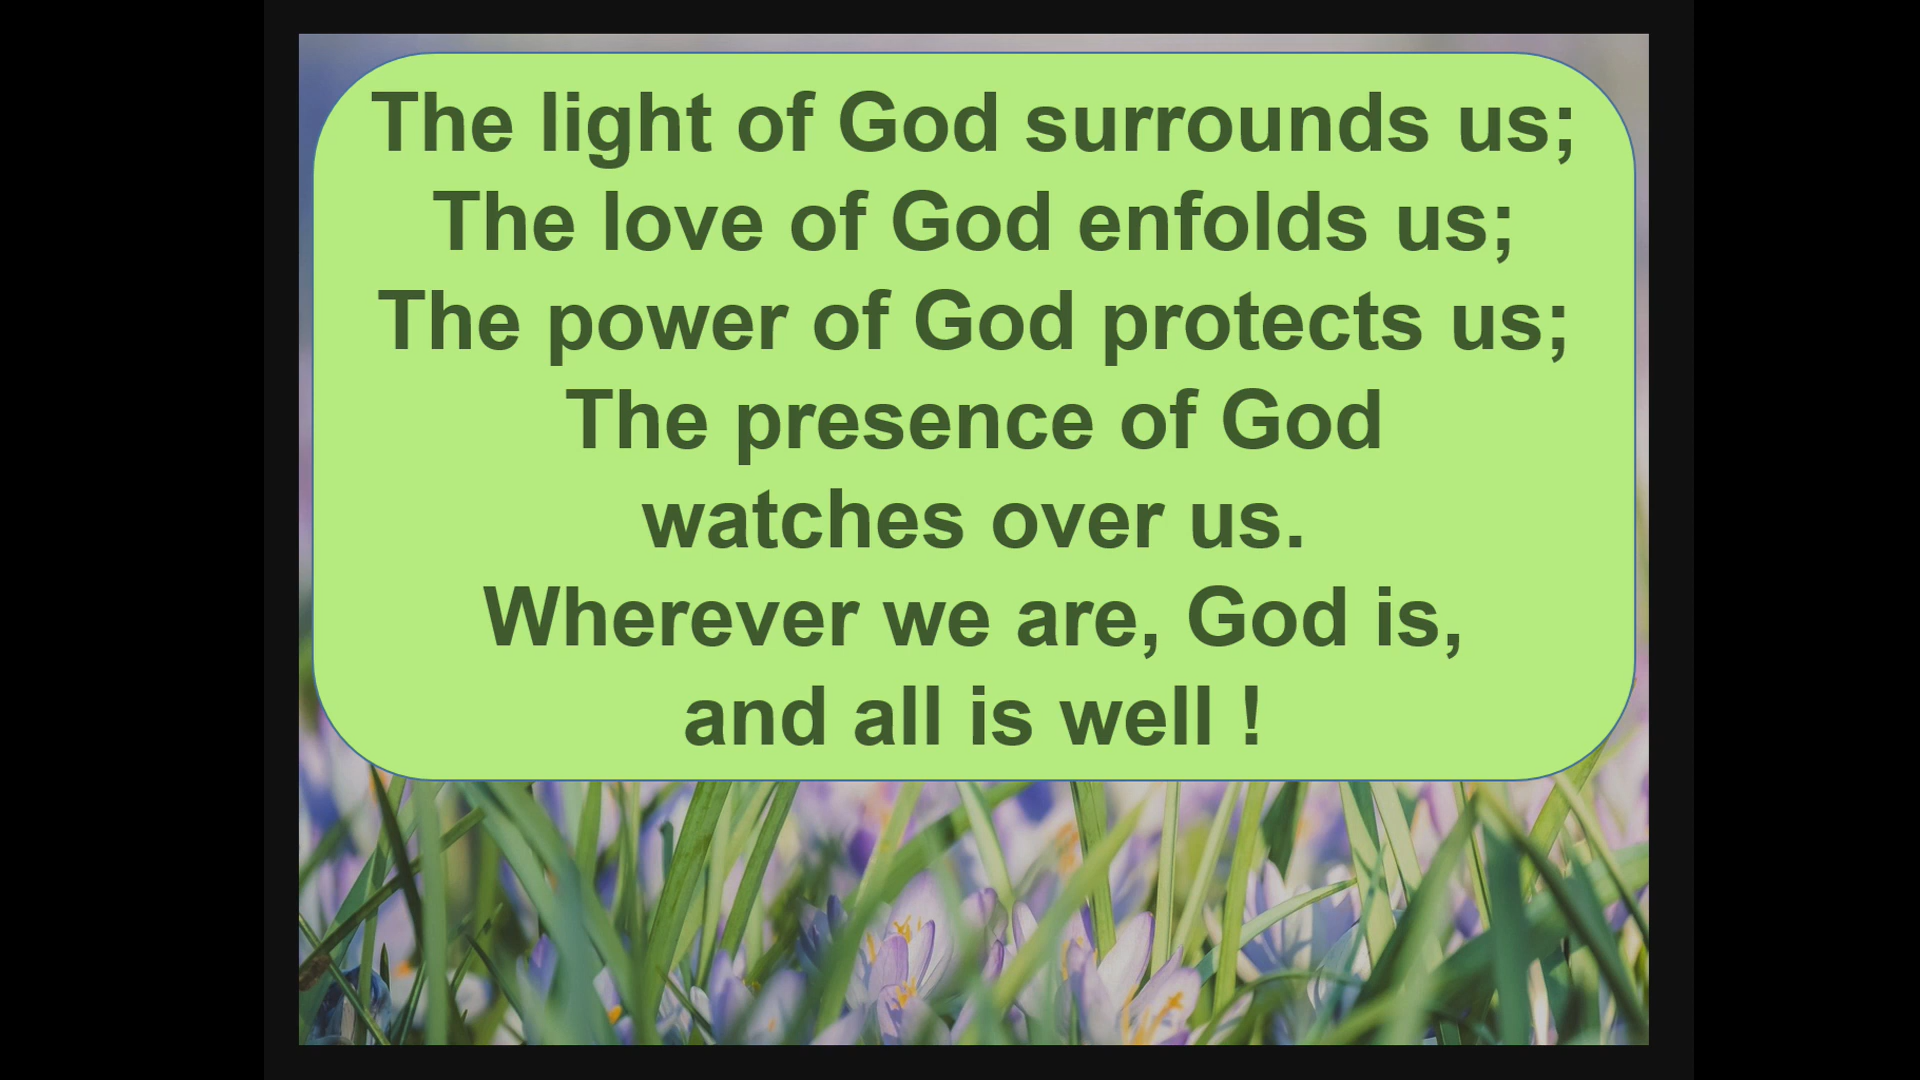 The light of God surrounds us;
The love of God enfolds us;
The power of God protects us;
The presence of God
watches over us.
Wherever we are, God is,
and all is well !